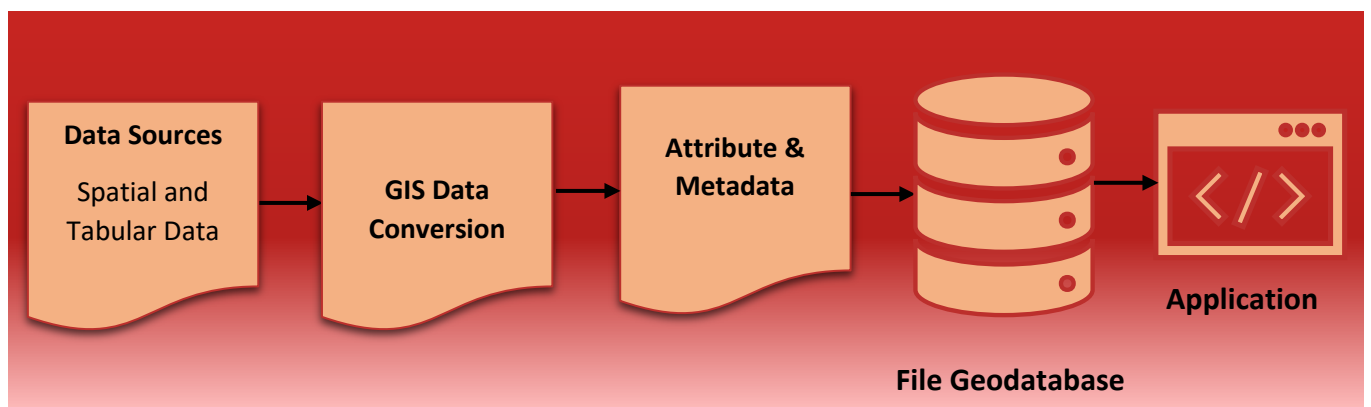 Data Sources
Spatial and
Tabular Data
GIS Data
Conversion
Attribute &
Metadata
File Geodatabase
</>
Application